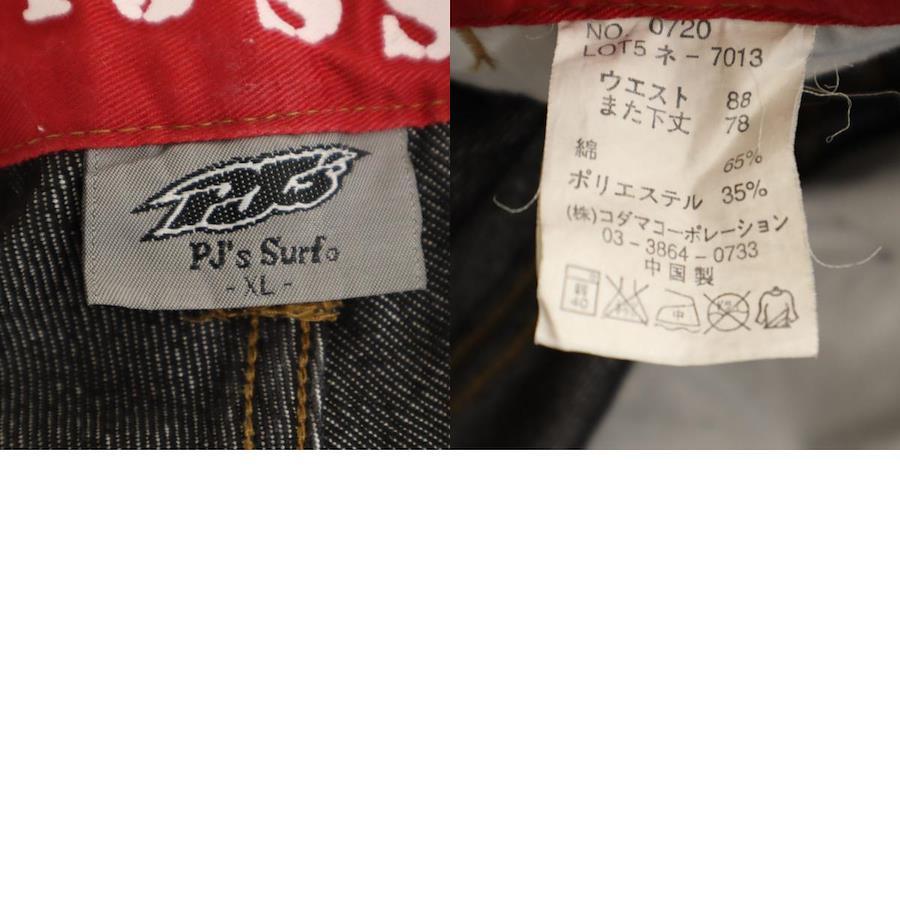 PJ's
PJ's Surf
- XL -
NO. 0720
LOT5 ネ-7013
ウエスト 88
また下丈 78
綿 65%
ポリエステル 35%
(株)コダマコーポレーション
03-3864-0733
中国製
中